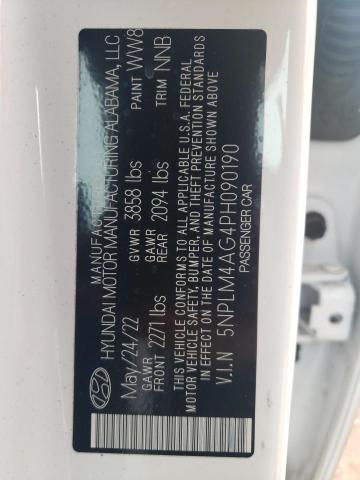 MANUFACTURED BY
HYUNDAI MOTOR MANUFACTURING ALABAMA, LLC
May/24/22 GVWR 3858 lbs PAINT WW8
GAWR FRONT 2271 lbs GAWR REAR 2094 lbs TRIM NNB
THIS VEHICLE CONFORMS TO ALL APPLICABLE U.S.A. FEDERAL
MOTOR VEHICLE SAFETY, BUMPER, AND THEFT PREVENTION STANDARDS
IN EFFECT ON THE DATE OF MANUFACTURE SHOWN ABOVE
V.I.N 5NPLM4AG4PH090190
PASSENGER CAR